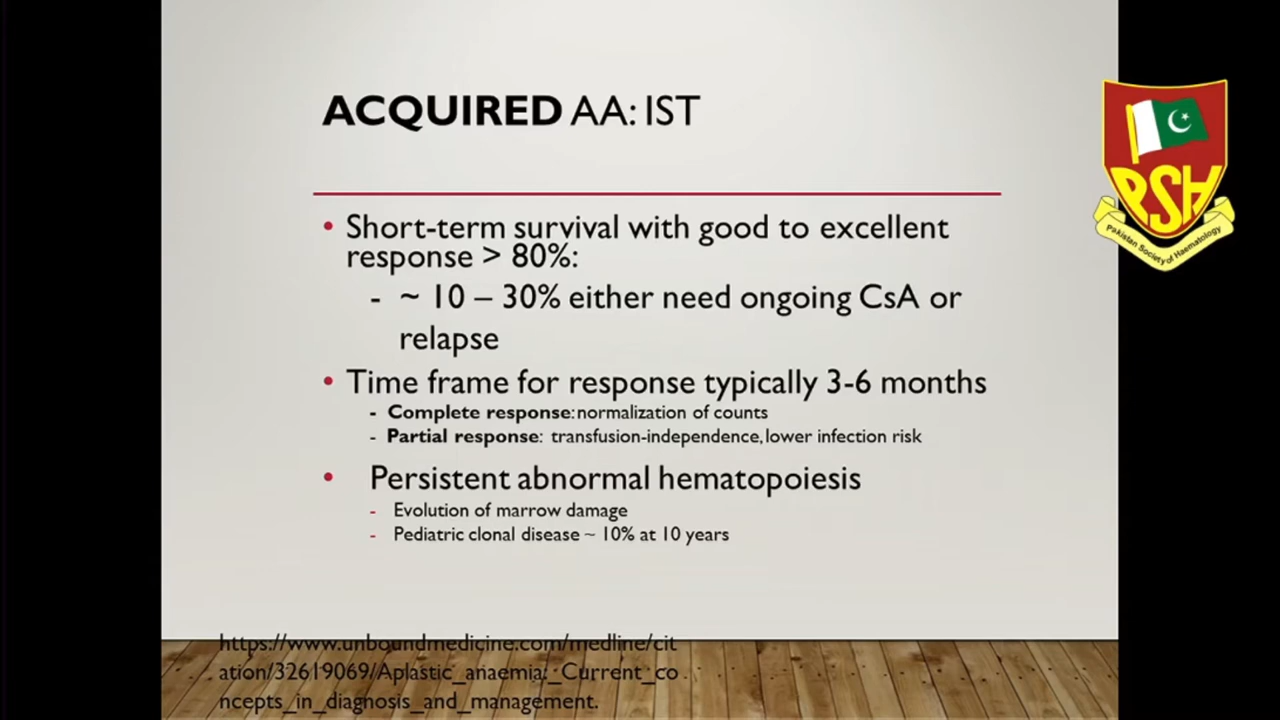 ACQUIRED AA: IST
• Short-term survival with good to excellent
response > 80%:
- ~ 10 – 30% either need ongoing CsA or
relapse
• Time frame for response typically 3-6 months
- Complete response: normalization of counts
- Partial response: transfusion-independence, lower infection risk
• Persistent abnormal hematopoiesis
- Evolution of marrow damage
- Pediatric clonal disease ~ 10% at 10 years
https://www.unboundmedicine.com/medline/cit
ation/32619069/Aplastic_anaemia:_Current_co
ncepts_in_diagnosis_and_management.
PSH
Pakistan Society of Haematology